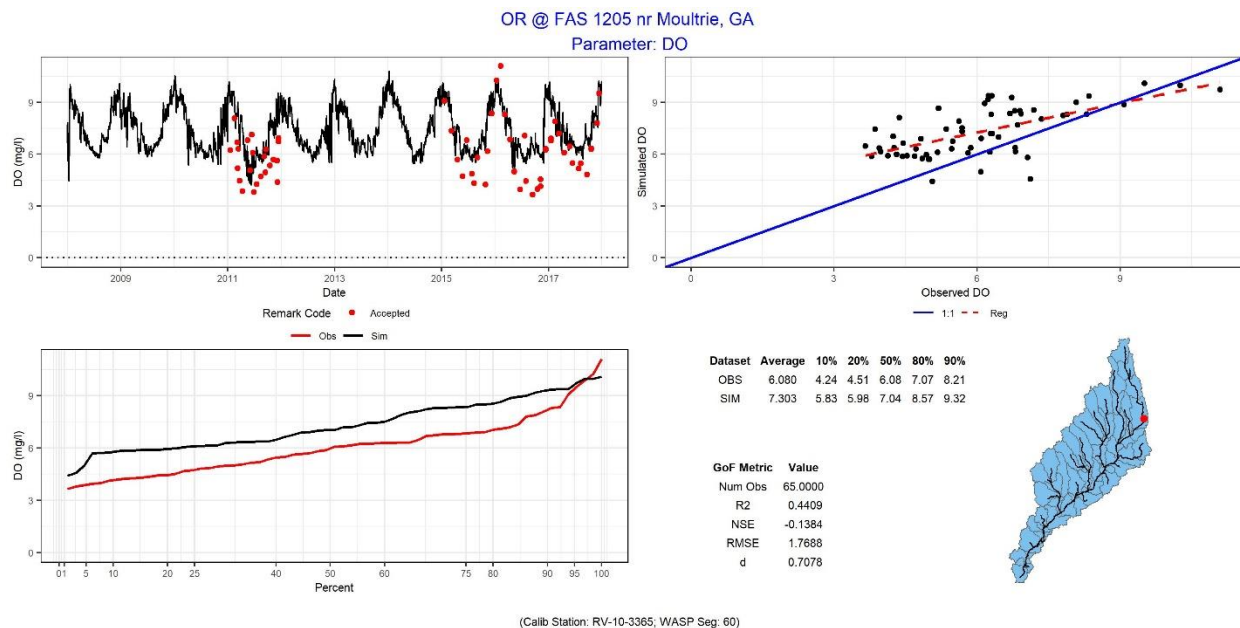 OR @ FAS 1205 nr Moultrie, GA
Parameter: DO
DO (mg/l)
9
6
3
0
2009 2011 2013 2015 2017
Date
Remark Code Accepted
Simulated DO
9
6
3
0
0 3 6 9
Observed DO
1:1 Reg
Obs Sim
DO (mg/l)
9
6
3
0
0 1 5 10 20 25 40 50 60 75 80 90 95 100
Percent
Dataset Average 10% 20% 50% 80% 90%
OBS 6.080 4.24 4.51 6.08 7.07 8.21
SIM 7.303 5.83 5.98 7.04 8.57 9.32
GoF Metric Value
Num Obs 65.0000
R2 0.4409
NSE -0.1384
RMSE 1.7688
d 0.7078
(Calib Station: RV-10-3365; WASP Seg: 60)